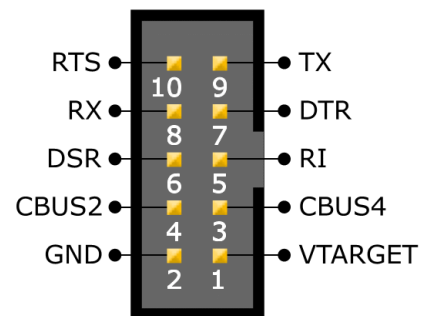 RTS TX
10 9
RX DTR
8 7
DSR RI
6 5
CBUS2 CBUS4
4 3
GND VTARGET
2 1